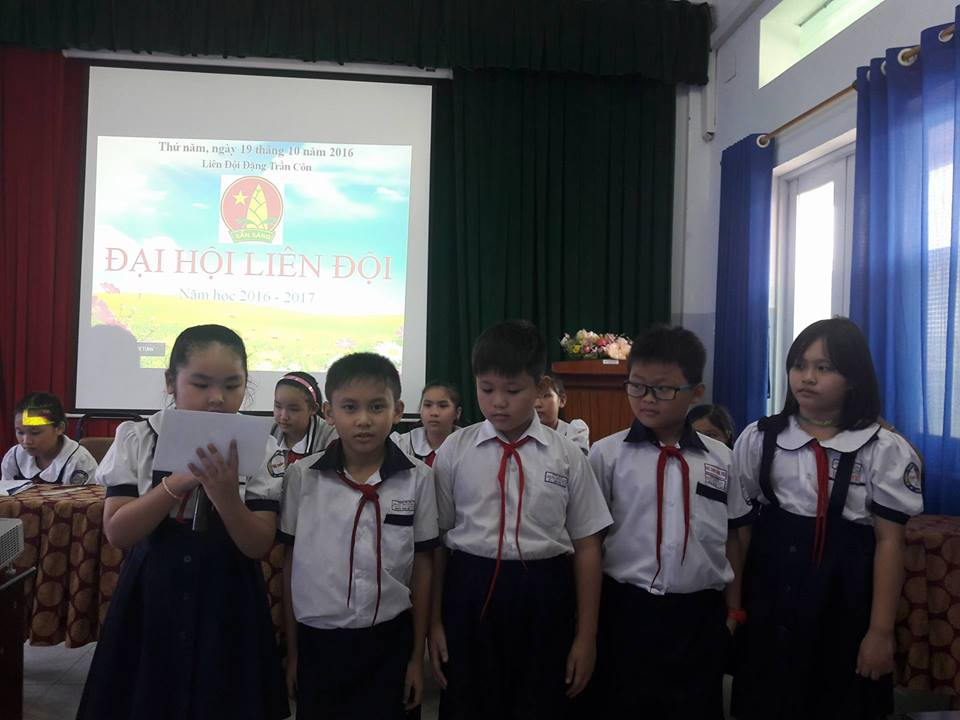 Thứ năm, ngày 19 tháng 10 năm 2016
Liên Đội Đặng Trần Côn
SẴN SÀNG
ĐẠI HỘI LIÊN ĐỘI
Năm học 2016 - 2017